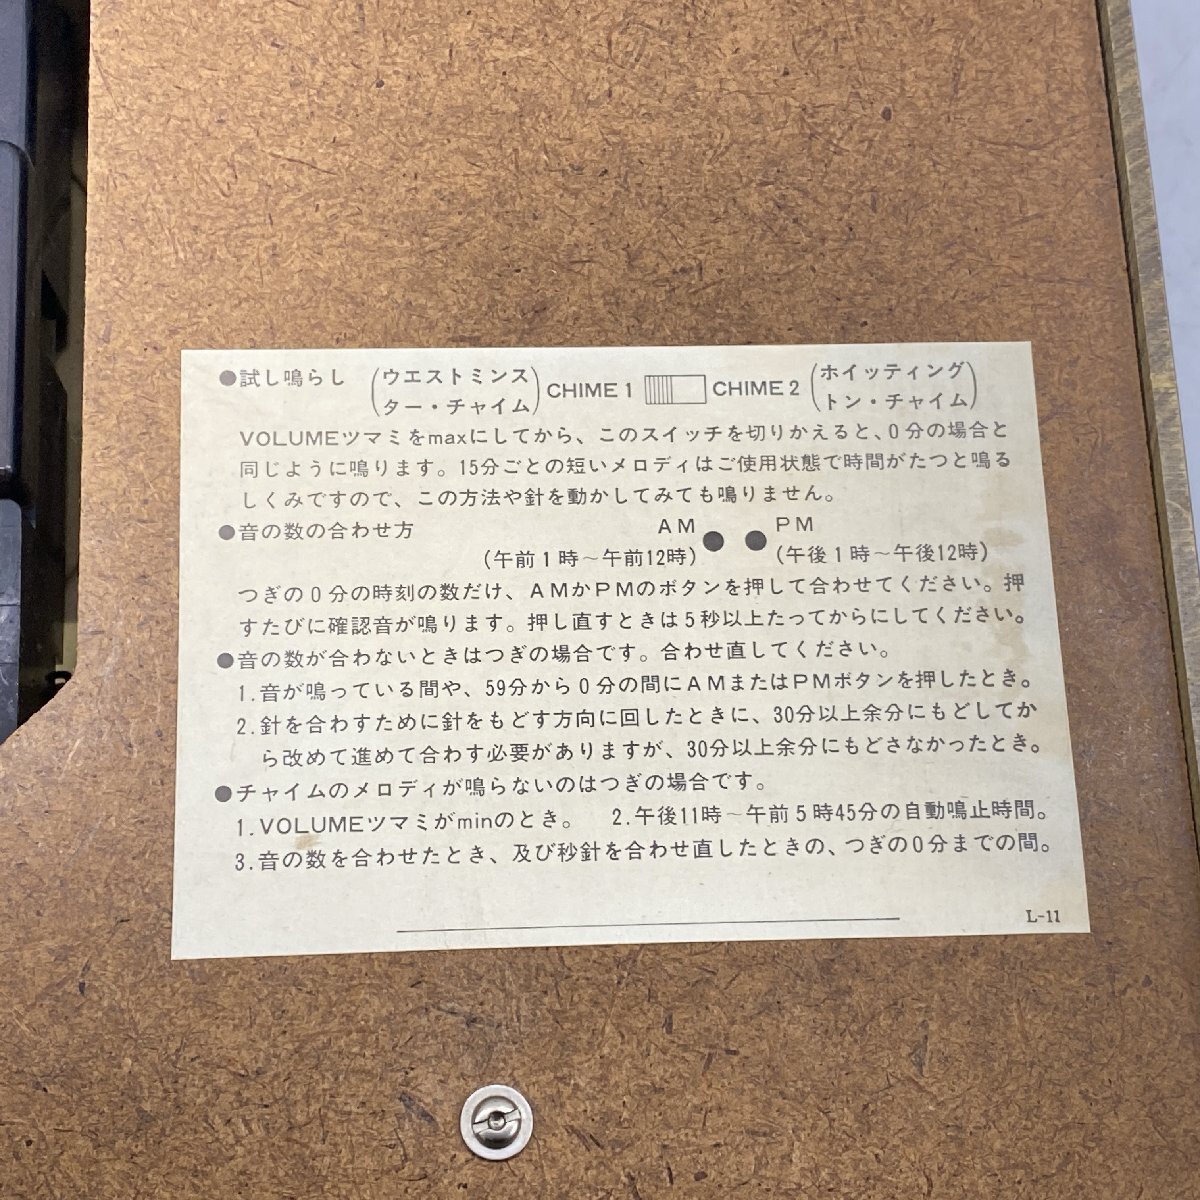 ●試し鳴らし (ウエストミンスター・チャイム) CHIME 1 CHIME 2 (ホイッティングトン・チャイム)
VOLUMEツマミをmaxにしてから、このスイッチを切りかえると、0分の場合と
同じように鳴ります。15分ごとの短いメロディはご使用状態で時間がたつと鳴る
しくみですので、この方法や針を動かしてみても鳴りません。
●音の数の合わせ方 AM PM
(午前1時～午前12時) (午後1時～午後12時)
つぎの0分の時刻の数だけ、AMかPMのボタンを押して合わせてください。押
すたびに確認音が鳴ります。押し直すときは5秒以上たってからにしてください。
●音の数が合わないときはつぎの場合です。合わせ直してください。
1.音が鳴っている間や、59分から0分の間にAMまたはPMボタンを押したとき。
2.針を合わすために針をもどす方向に回したときに、30分以上余分にもどしてか
ら改めて進めて合わす必要がありますが、30分以上余分にもどさなかったとき。
●チャイムのメロディが鳴らないのはつぎの場合です。
1.VOLUMEツマミがminのとき。 2.午後11時～午前5時45分の自動鳴止時間。
3.音の数を合わせたとき、及び秒針を合わせ直したときの、つぎの0分までの間。
L-11